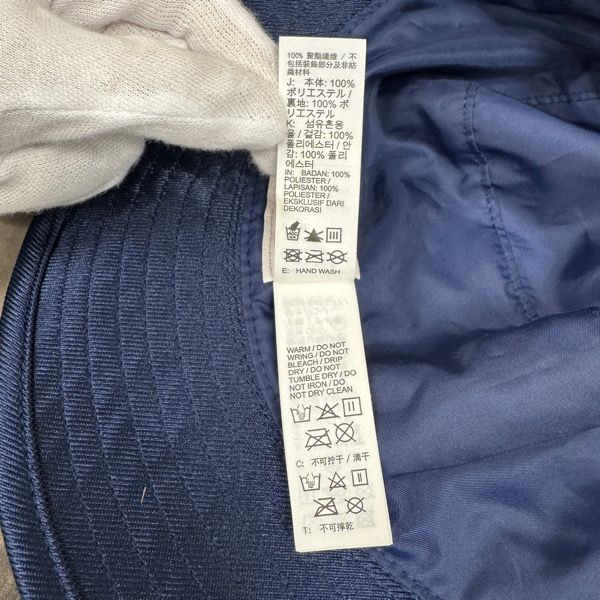 100% 聚酯纖維 / 不
包括裝飾部分及非紡
織材料
J: 本体: 100%
ポリエステル /
裏地: 100% ポ
リエステル
K: 섬유혼용
율 / 겉감: 100%
폴리에스터 / 안
감: 100% 폴리
에스터
IN: BADAN: 100%
POLIESTER /
LAPISAN: 100%
POLIESTER /
EKSKLUSIF DARI
DEKORASI
E: HAND WASH
WARM / DO NOT
WRING / DO NOT
BLEACH / DRIP
DRY / DO NOT
TUMBLE DRY / DO
NOT IRON / DO
NOT DRY CLEAN
C: 不可拧干 / 滴干
T: 不可擰乾